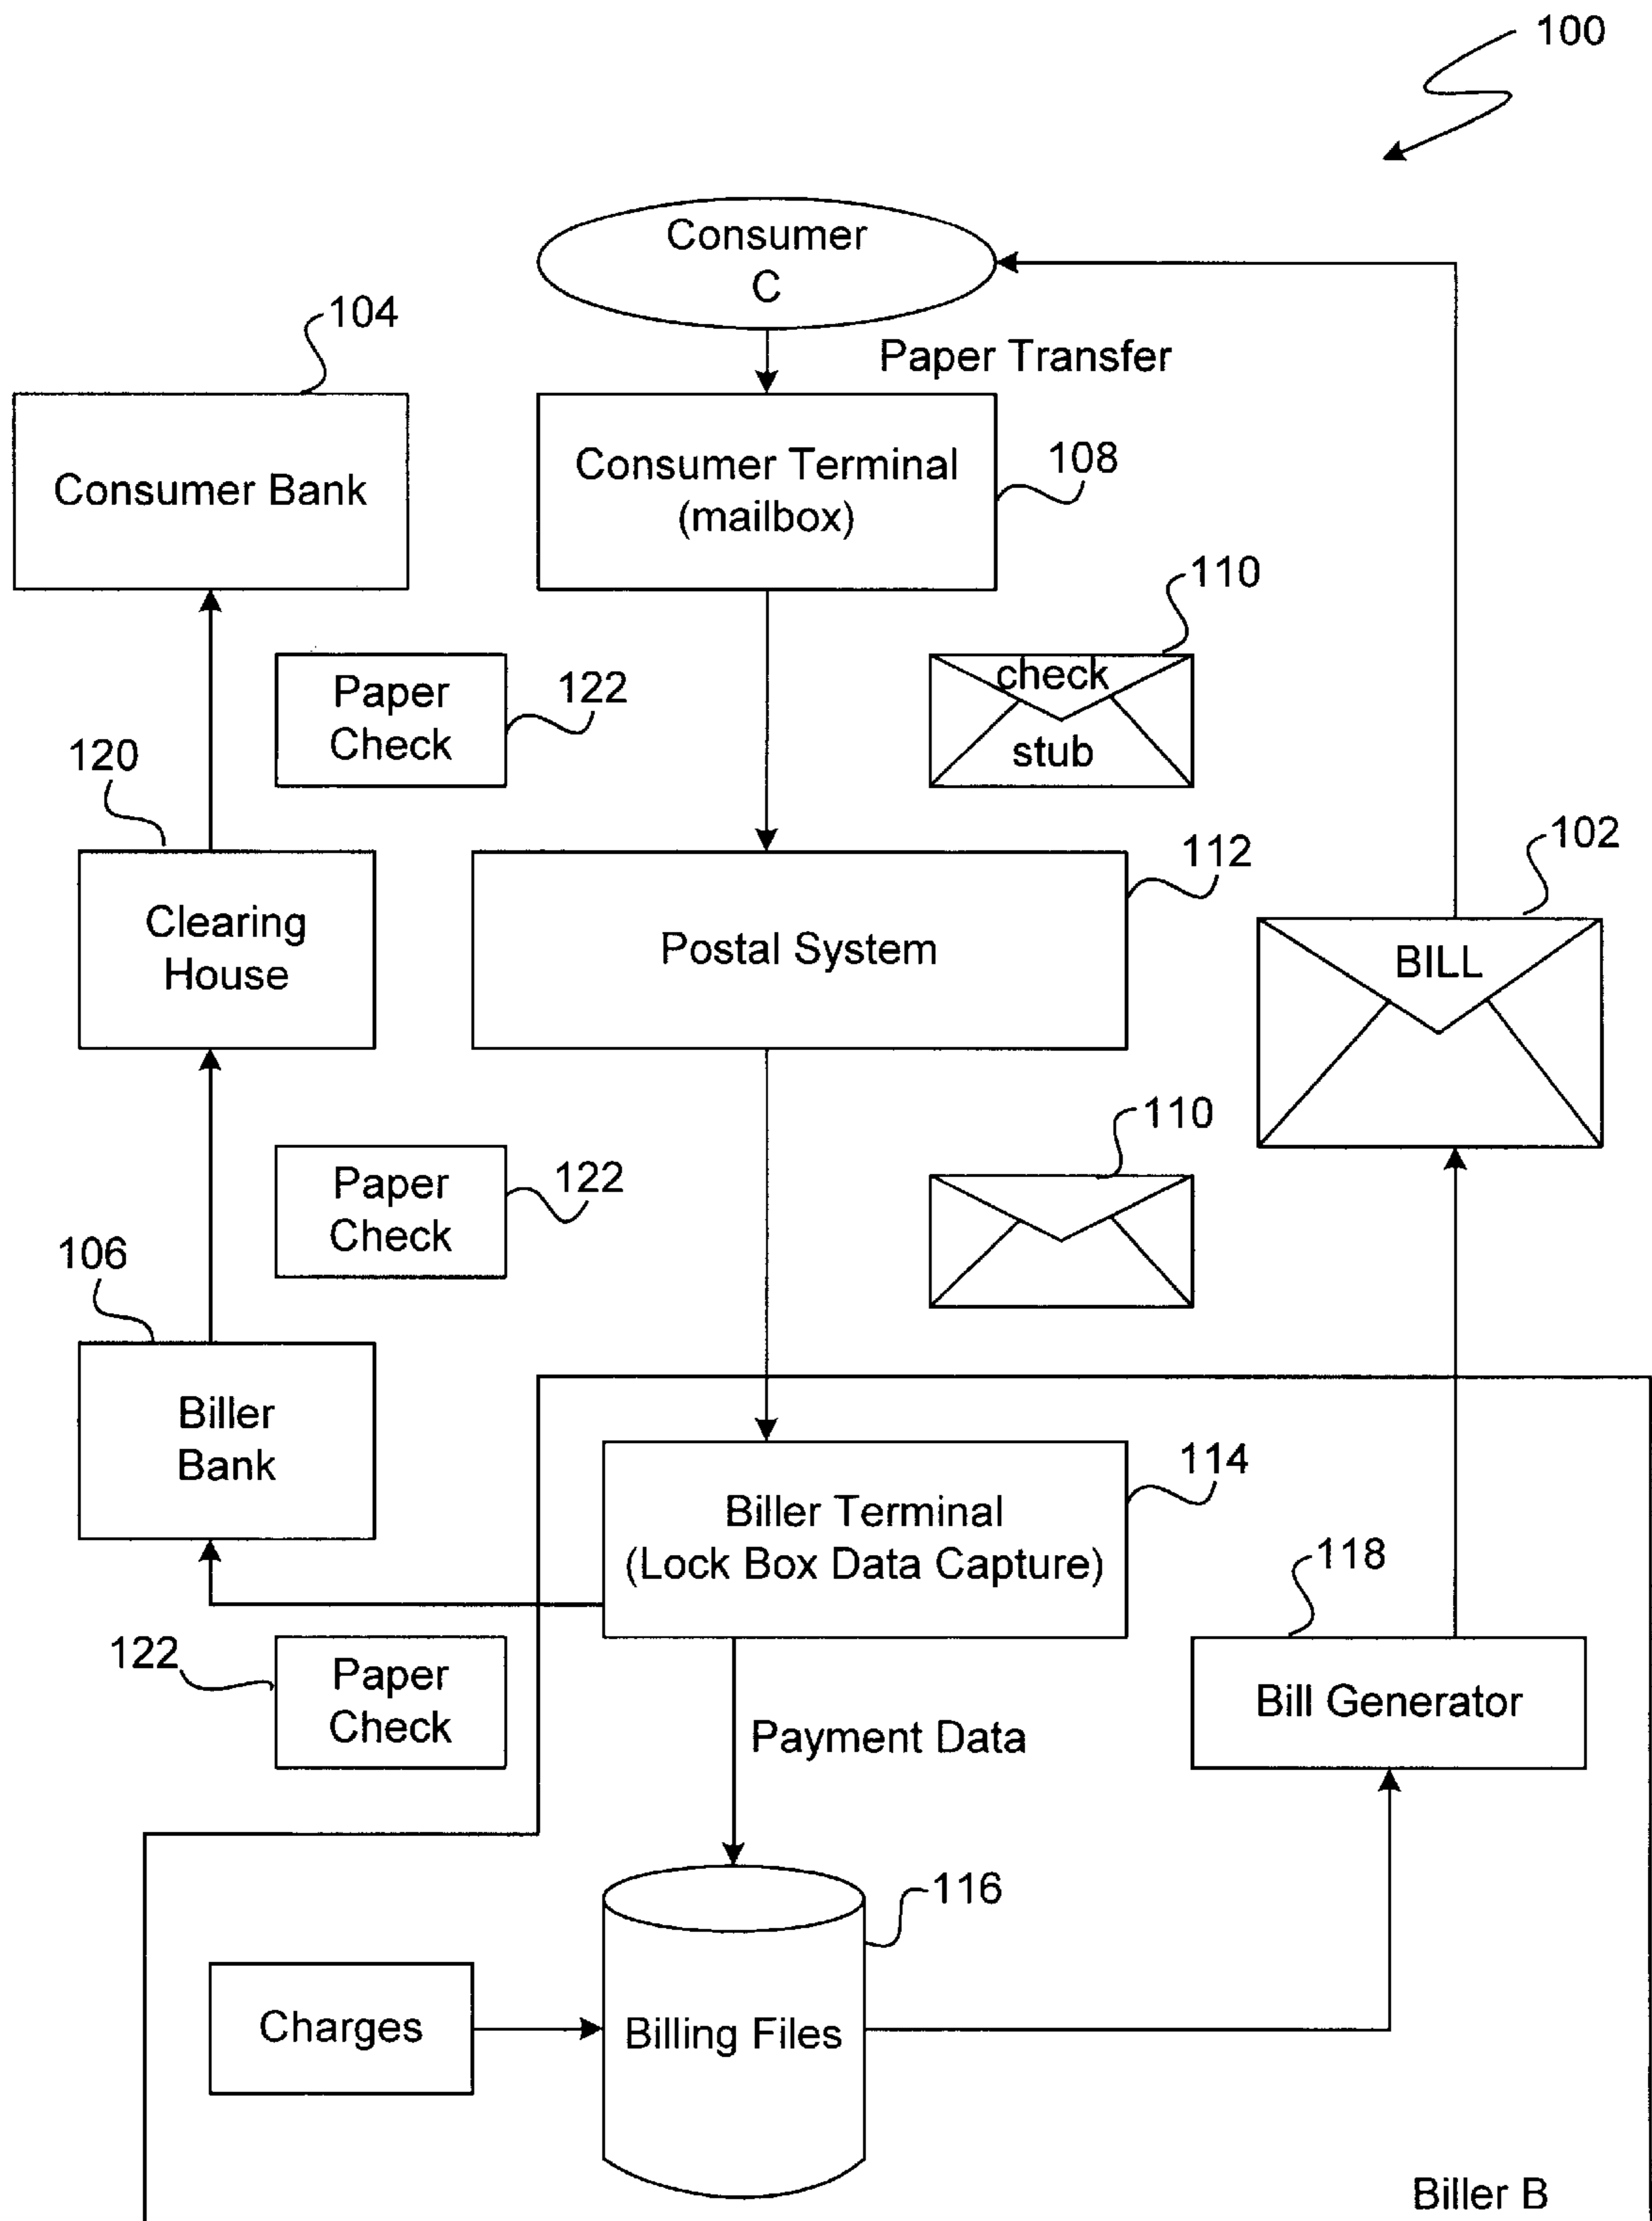 100
Consumer
C
104
Paper Transfer
Consumer Bank
Consumer Terminal
(mailbox)
108
110
Paper
Check
122
check
stub
120
112
102
Clearing
House
Postal System
BILL
110
Paper
Check
122
106
Biller
Bank
114
Biller Terminal
(Lock Box Data Capture)
118
122
Paper
Check
Bill Generator
Payment Data
116
Charges
Billing Files
Biller B